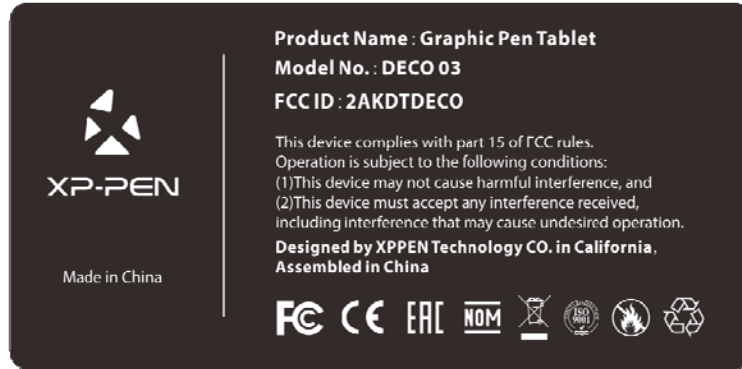 XP-PEN
Made in China
Product Name : Graphic Pen Tablet
Model No. : DECO 03
FCC ID : 2AKDTDECO
This device complies with part 15 of FCC rules.
Operation is subject to the following conditions:
(1)This device may not cause harmful interference, and
(2)This device must accept any interference received,
including interference that may cause undesired operation.
Designed by XPPEN Technology CO. in California,
Assembled in China
FC CE EAC NOM ISO 9001